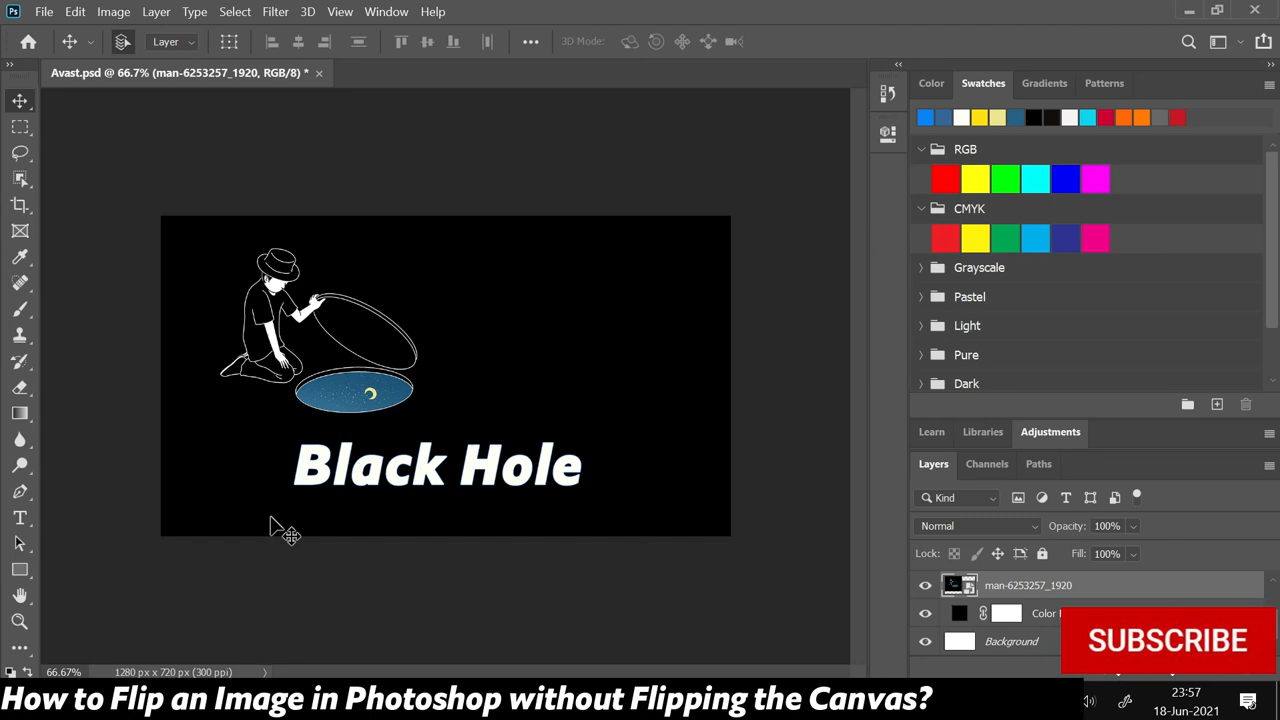 Ps File Edit Image Layer Type Select Filter 3D View Window Help
Layer 3D Mode:
Avast.psd @ 66.7% (man-6253257_1920, RGB/8) *
Color Swatches Gradients Patterns
RGB
CMYK
Grayscale
Pastel
Light
Pure
Dark
Black Hole
Learn Libraries Adjustments
Layers Channels Paths
Kind
Normal Opacity: 100%
Lock: Fill: 100%
man-6253257_1920
Color
Background
SUBSCRIBE
66.67% 1280 px x 720 px (300 ppi)
How to Flip an Image in Photoshop without Flipping the Canvas?
23:57
18-Jun-2021